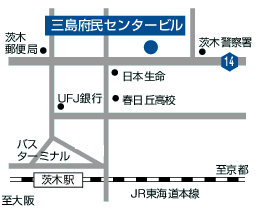 三島府民センタービル
茨木
郵便局
茨木警察署
14
日本生命
UFJ銀行
春日丘高校
バス
ターミナル
至京都
茨木駅
至大阪
JR東海道本線